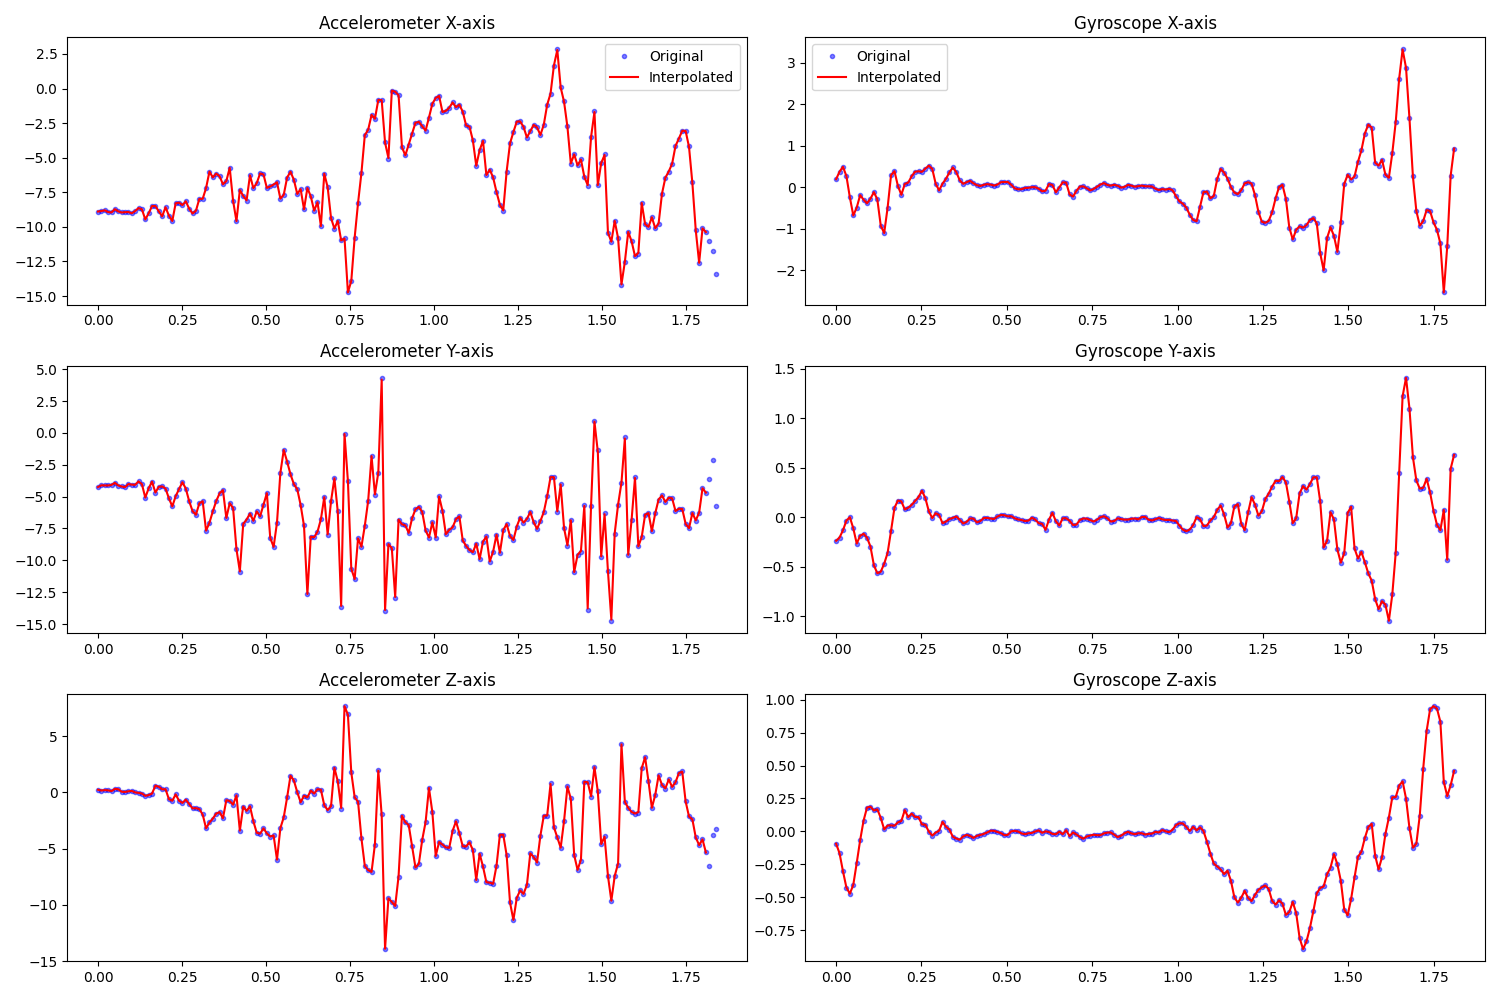 Accelerometer X-axis
2.5
0.0
−2.5
−5.0
−7.5
−10.0
−12.5
−15.0
Original
Interpolated
0.00 0.25 0.50 0.75 1.00 1.25 1.50 1.75
Gyroscope X-axis
3
2
1
0
−1
−2
Original
Interpolated
0.00 0.25 0.50 0.75 1.00 1.25 1.50 1.75
Accelerometer Y-axis
5.0
2.5
0.0
−2.5
−5.0
−7.5
−10.0
−12.5
−15.0
0.00 0.25 0.50 0.75 1.00 1.25 1.50 1.75
Gyroscope Y-axis
1.5
1.0
0.5
0.0
−0.5
−1.0
0.00 0.25 0.50 0.75 1.00 1.25 1.50 1.75
Accelerometer Z-axis
5
0
−5
−10
−15
0.00 0.25 0.50 0.75 1.00 1.25 1.50 1.75
Gyroscope Z-axis
1.00
0.75
0.50
0.25
0.00
−0.25
−0.50
−0.75
0.00 0.25 0.50 0.75 1.00 1.25 1.50 1.75